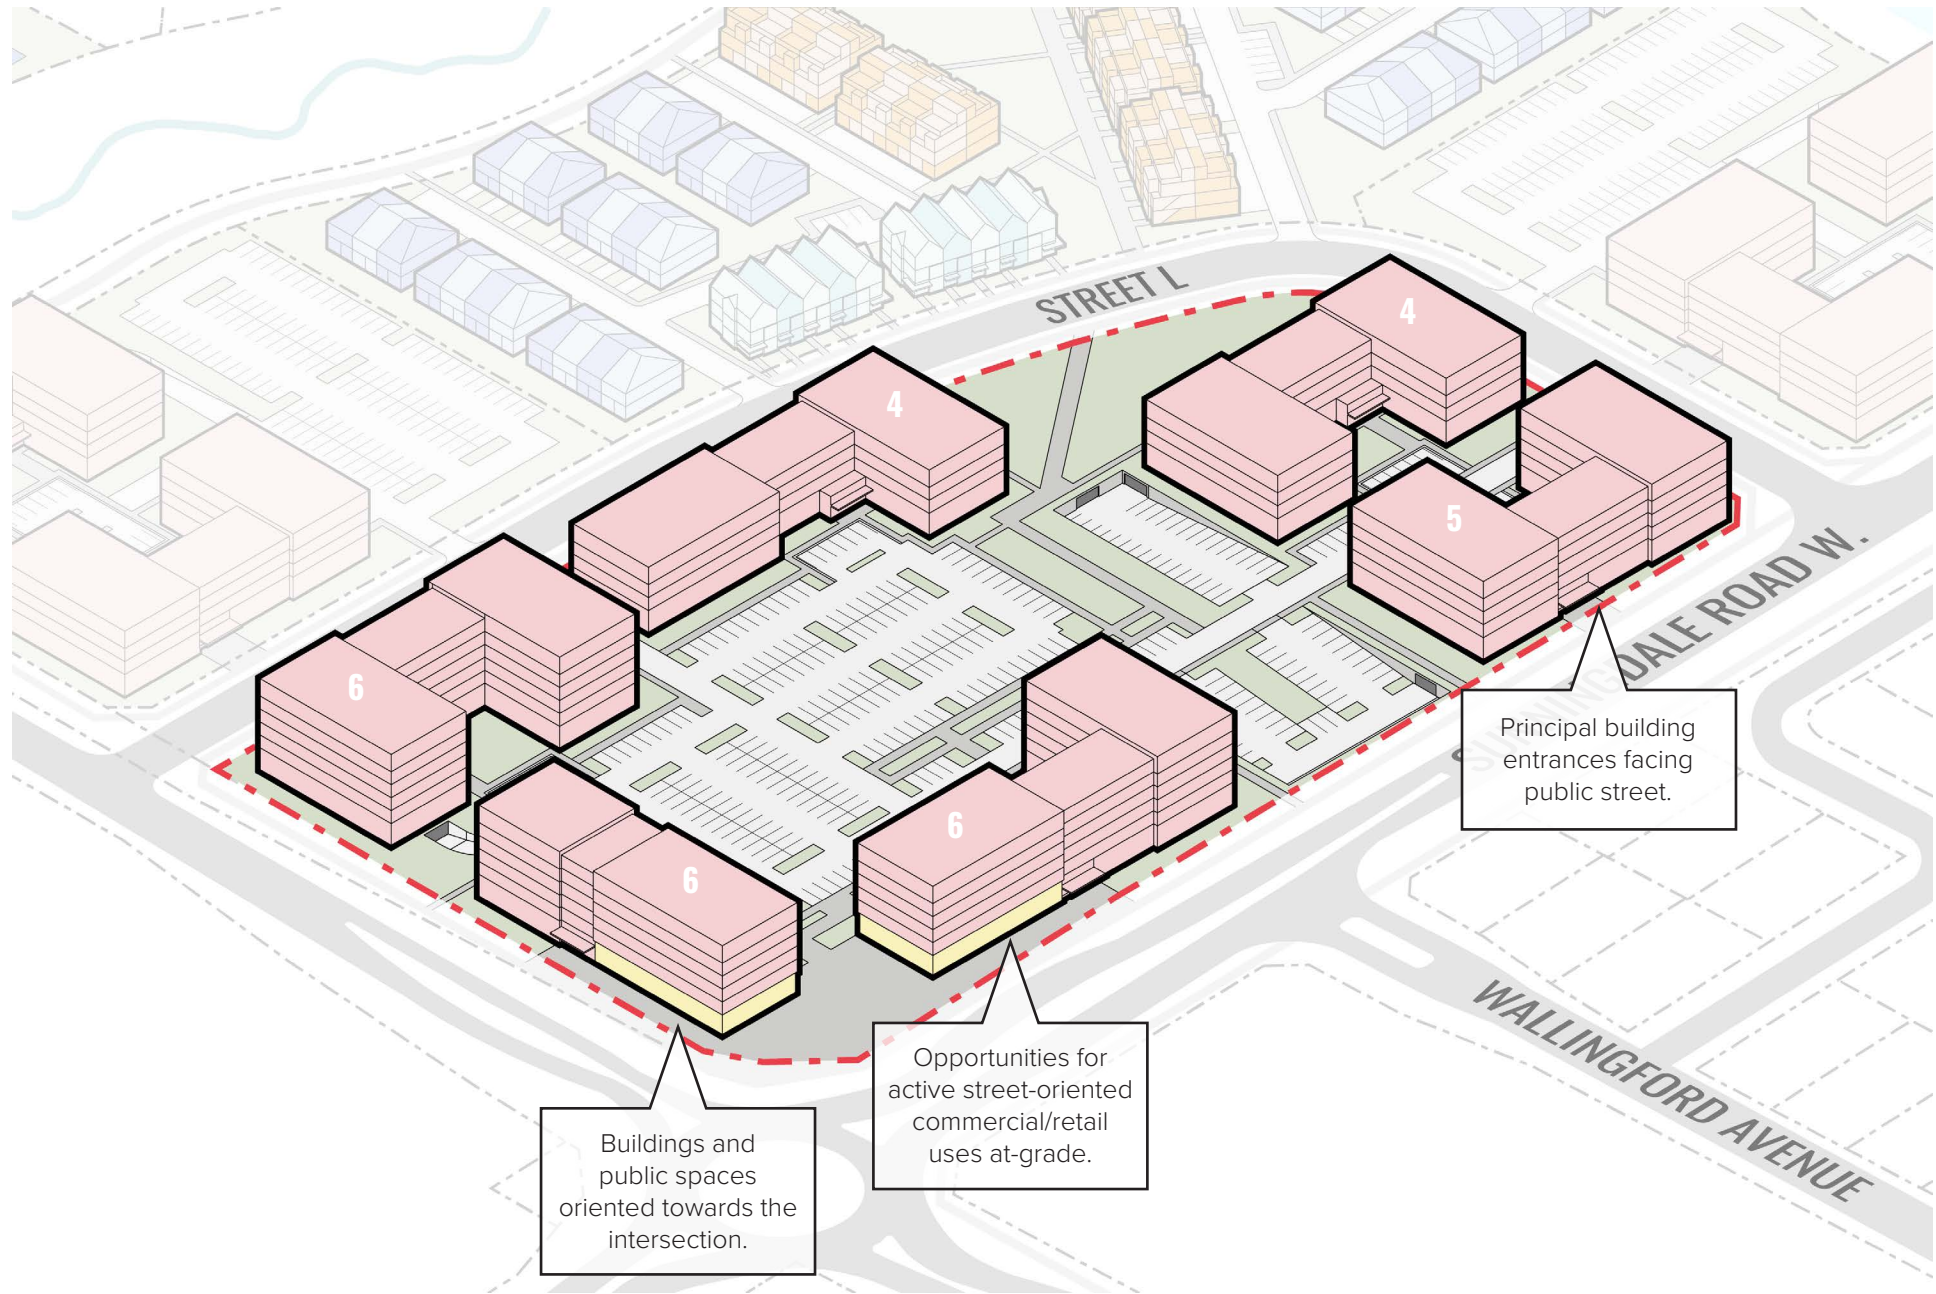 STREET L
4
4
5
6
6
6
SUNNINGDALE ROAD W.
Principal building
entrances facing
public street.
WALLINGFORD AVENUE
Opportunities for
active street-oriented
commercial/retail
uses at-grade.
Buildings and
public spaces
oriented towards the
intersection.